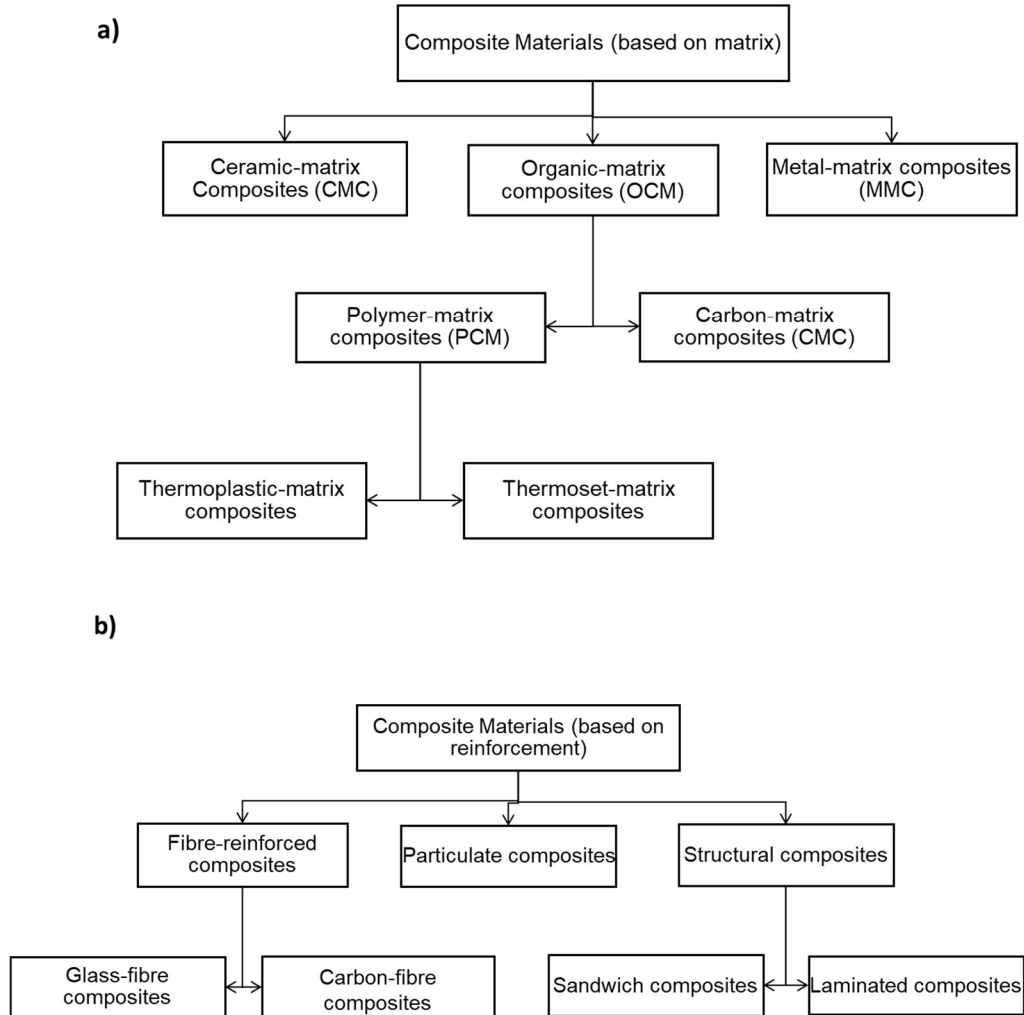 a)
Composite Materials (based on matrix)
Ceramic-matrix
Composites (CMC)
Organic-matrix
composites (OCM)
Metal-matrix composites
(MMC)
Polymer-matrix
composites (PCM)
Carbon-matrix
composites (CMC)
Thermoplastic-matrix
composites
Thermoset-matrix
composites
b)
Composite Materials (based on
reinforcement)
Fibre-reinforced
composites
Particulate composites
Structural composites
Glass-fibre
composites
Carbon-fibre
composites
Sandwich composites
Laminated composites